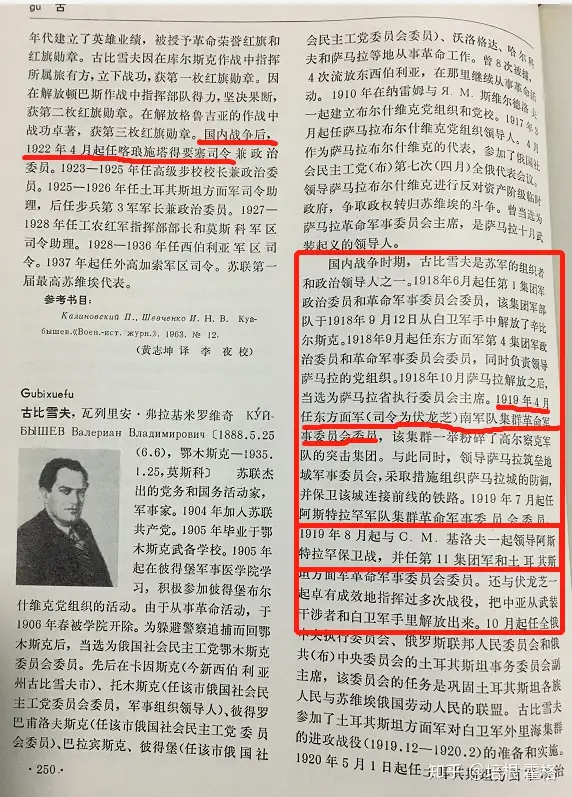 gu 古
年代建立了英雄业绩，被授予革命荣誉红旗和
红旗勋章。古比雪夫因在库尔斯克作战中指挥
所属旅有方，立下战功，获第一枚红旗勋章。因
在解放顿巴斯作战中指挥部队得力，坚决果断，
获第二枚红旗勋章。在解放格鲁吉亚的作战中
战功卓著，获第三枚红旗勋章。国内战争后，
1922年4月起任喀琅施塔得要塞司令兼政治
委员。1923—1925年任高级步校校长兼政治委员。
1925—1926年任土耳其斯坦方面军司令助
理，后任步兵第3军军长兼政治委员。1927—
1928年任工农红军指挥部部长和莫斯科军区
司令助理。1928—1936年任西伯利亚军区司
令。1937年起任外高加索军区司令。苏联第一
届最高苏维埃代表。
参考书目：
Калиновский П., Шевченко И. Н. В. Куй-
бышев.«Воен.-ист. журн.». 1963, № 12.
（黄志坤 译 李 夜 校）
Gubixuefu
古比雪夫，瓦列里安·弗拉基米罗维奇 КУЙ-
БЫШЕВ Валериан Владимирович〔1888.5.25
(6.6)，鄂木斯克—1935.
1.25,莫斯科〕 苏联杰
出的党务和国务活动家，
军事家。1904年加入苏联
共产党。1905年毕业于鄂
木斯克武备学校。1905年
起在彼得堡军事医学院学
习，积极参加彼得堡布尔
什维克党组织的活动。由于从事革命活动，于
1906年春被学院开除。为躲避警察追捕而回鄂
木斯克后，当选为俄国社会民主工党鄂木斯克
委员会委员。先后在卡因斯克(今新西伯利亚
州古比雪夫市)、托木斯克(任该市俄国社会民
主工党委员会委员，军事组织领导人)、彼得罗
巴甫洛夫斯克(任该市俄国社会民主工党委员
会委员)、巴拉宾斯克、彼得堡(任该市俄国社
·250·
会民主工党委员会委员)、沃洛格达、哈尔科
夫和萨马拉等地从事革命工作。曾8次被捕，
4次流放东西伯利亚，在那里继续从事革命活
动。1910年在纳雷姆与Я. М. 斯维尔德洛夫
一起建立布尔什维克党组织和党校。1917年3
月起任萨马拉布尔什维克党组织领导人。4月
作为萨马拉布尔什维克的代表，参加了俄国社
会民主工党(布)第七次(四月)全俄代表会议。
领导萨马拉布尔什维克进行反对资产阶级临时
政府，争取政权转归苏维埃的斗争。曾当选为
萨马拉革命军事委员会主席，是萨马拉十月武
装起义的领导人。
国内战争时期，古比雪夫是苏军的组织者
和政治领导人之一。1918年6月起任第1集团军
政治委员和革命军事委员会委员，该集团军部
队于1918年9月12日从白卫军手中解放了辛比
尔斯克。1918年9月起任东方面军第4集团军政
治委员和革命军事委员会委员，同时负责领导
萨马拉的党组织。1918年10月萨马拉解放之后，
当选为萨马拉省执行委员会主席。1919年4月
任东方面军(司令为伏龙芝)南军队集群革命军
事委员会委员，该集群一举粉碎了高尔察克军
队的突击集团。与此同时，领导萨马拉筑垒地
域军事委员会，采取措施组织萨马拉城的防御，
并保卫该城连接前线的铁路。1919年7月起任
阿斯特拉罕军队集群革命军事委员会委员，
1919年8月起与С. М. 基洛夫一起领导阿斯
特拉罕保卫战，并任第11集团军和土耳其斯
坦方面军革命军事委员会委员。还与伏龙芝一
起卓有成效地指挥过多次战役，把中亚从武装
干涉者和白卫军手里解放出来。10月起任全俄
中央执行委员会、俄罗斯联邦人民委员会和俄
共(布)中央委员会的土耳其斯坦事务委员会副
主席，该委员会的任务是巩固土耳其斯坦各族
人民与苏维埃俄国劳动人民的联盟。古比雪夫
参加了土耳其斯坦方面军对白卫军外里海集群
的进攻战役(1919.12—1920.2)的准备和实施。
1920年5月1日起任土耳其斯坦方面军
知乎